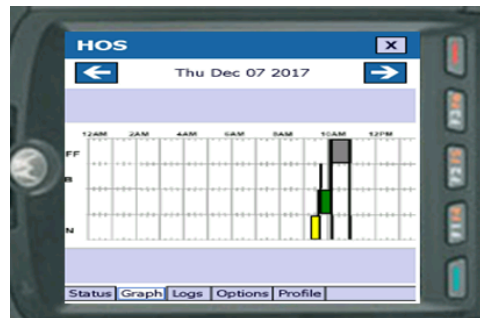 HOS X
Thu Dec 07 2017
12AM 2AM 4AM 6AM 8AM 10AM 12PM
FF
B
N
Status Graph Logs Options Profile